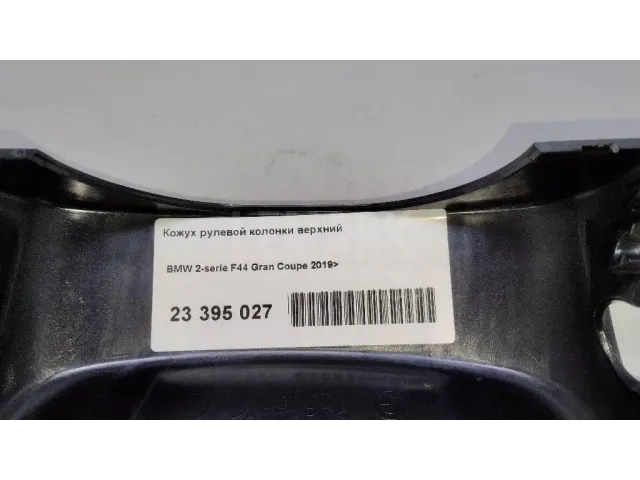 Кожух рулевой колонки верхний
BMW 2-serie F44 Gran Coupe 2019>
23 395 027